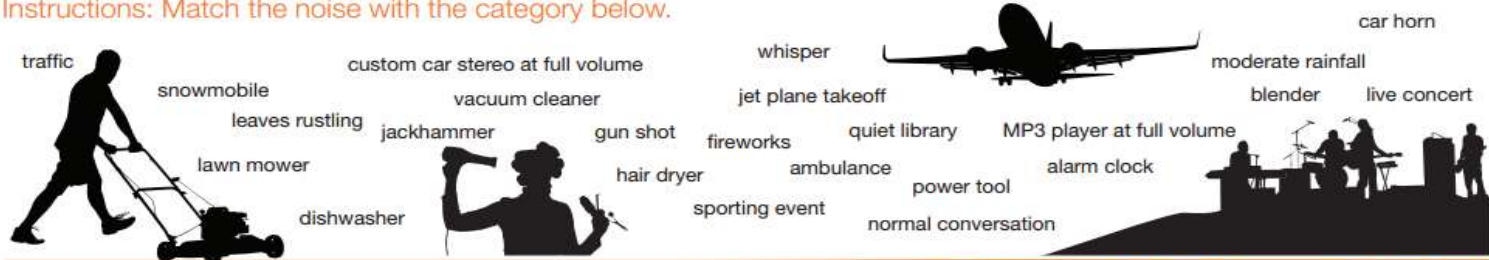 Instructions: Match the noise with the category below.
car horn
traffic
custom car stereo at full volume
whisper
moderate rainfall
snowmobile
vacuum cleaner
jet plane takeoff
blender
live concert
leaves rustling
jackhammer
gun shot
fireworks
quiet library
MP3 player at full volume
lawn mower
hair dryer
ambulance
power tool
alarm clock
dishwasher
sporting event
normal conversation